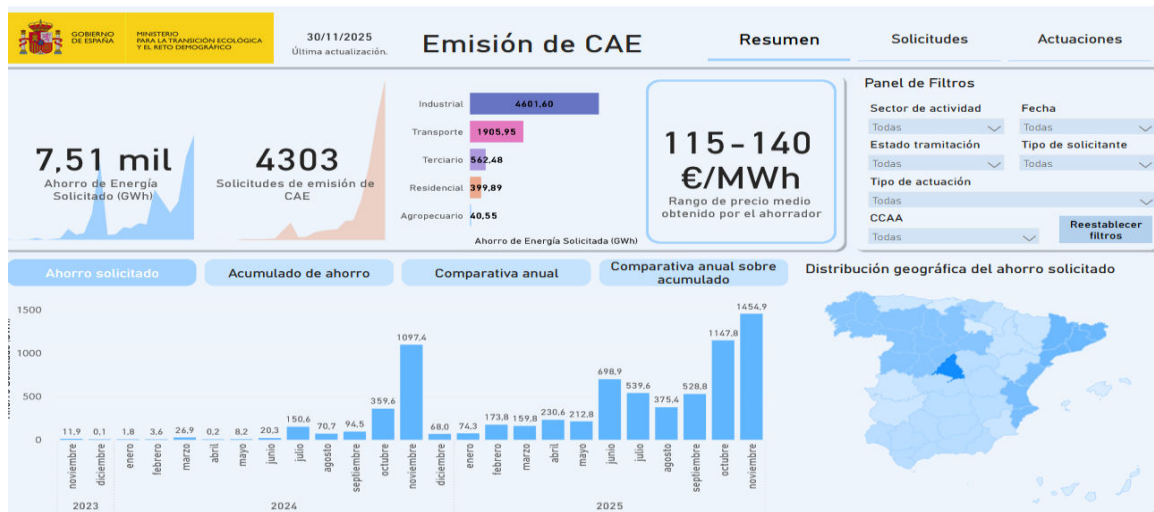 GOBIERNO
DE ESPAÑA
MINISTERIO
PARA LA TRANSICIÓN ECOLÓGICA
Y EL RETO DEMOGRÁFICO
30/11/2025
Última actualización.
Emisión de CAE
Resumen
Solicitudes
Actuaciones
7,51 mil
Ahorro de Energía
Solicitado (GWh)
4303
Solicitudes de emisión de
CAE
Industrial 4601,60
Transporte 1905,95
Terciario 562,48
Residencial 399,89
Agropecuario 40,55
Ahorro de Energía Solicitada (GWh)
115-140
€/MWh
Rango de precio medio
obtenido por el ahorrador
Panel de Filtros
Sector de actividad
Fecha
Todas
Todas
Estado tramitación
Tipo de solicitante
Todas
Todas
Tipo de actuación
Todas
CCAA
Todas
Reestablecer
filtros
Ahorro solicitado
Acumulado de ahorro
Comparativa anual
Comparativa anual sobre
acumulado
Distribución geográfica del ahorro solicitado
1500
1000
500
0
11,9
0,1
1,8
3,6
26,9
0,2
8,2
20,3
150,6
70,7
94,5
359,6
1097,4
68,0
74,3
173,8
159,8
230,6
212,8
698,9
539,6
375,4
528,8
1147,8
1454,9
noviembre
diciembre
enero
febrero
marzo
abril
mayo
junio
julio
agosto
septiembre
octubre
noviembre
diciembre
enero
febrero
marzo
abril
mayo
junio
julio
agosto
septiembre
octubre
noviembre
2023
2024
2025